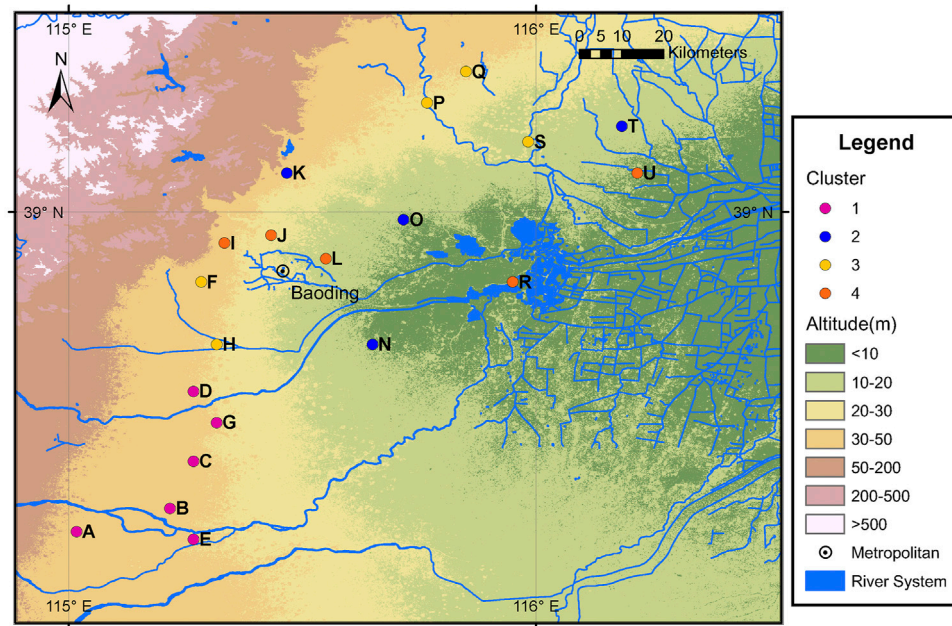 115° E
116° E
0 5 10 20
Kilometers
N
Q
P
T
S
K
U
39° N
39° N
O
I
J
L
F
R
Baoding
H
N
D
G
C
B
A
E
115° E
116° E
Legend
Cluster
1
2
3
4
Altitude(m)
<10
10-20
20-30
30-50
50-200
200-500
>500
Metropolitan
River System